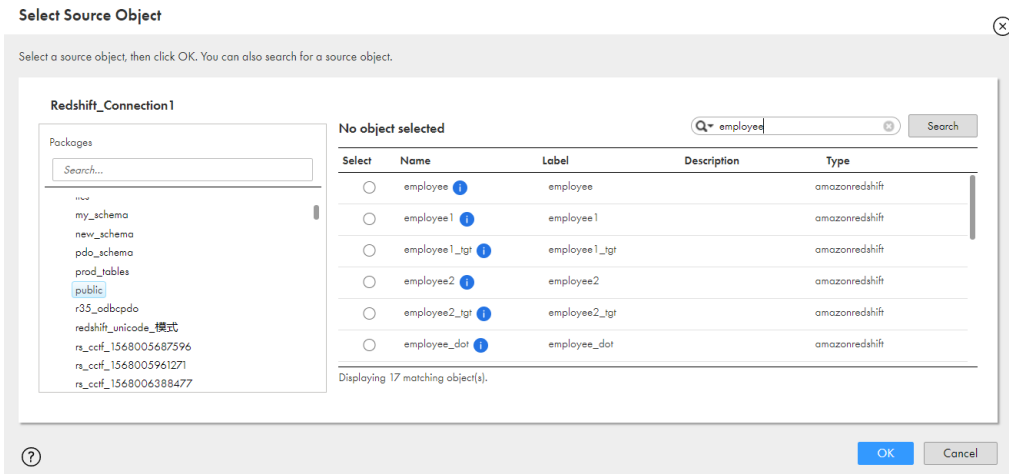 Select Source Object
Select a source object, then click OK. You can also search for a source object.
Redshift_Connection1
Packages
Search...
my_schema
new_schema
pdo_schema
prod_tables
public
r35_odbcpdo
redshift_unicode_模式
rs_cctf_1568005687596
rs_cctf_1568005961271
rs_cctf_1568006388477
No object selected
employee
Search
Select Name Label Description Type
employee employee amazonredshift
employee1 employee1 amazonredshift
employee1_tgt employee1_tgt amazonredshift
employee2 employee2 amazonredshift
employee2_tgt employee2_tgt amazonredshift
employee_dot employee_dot amazonredshift
Displaying 17 matching object(s).
OK Cancel